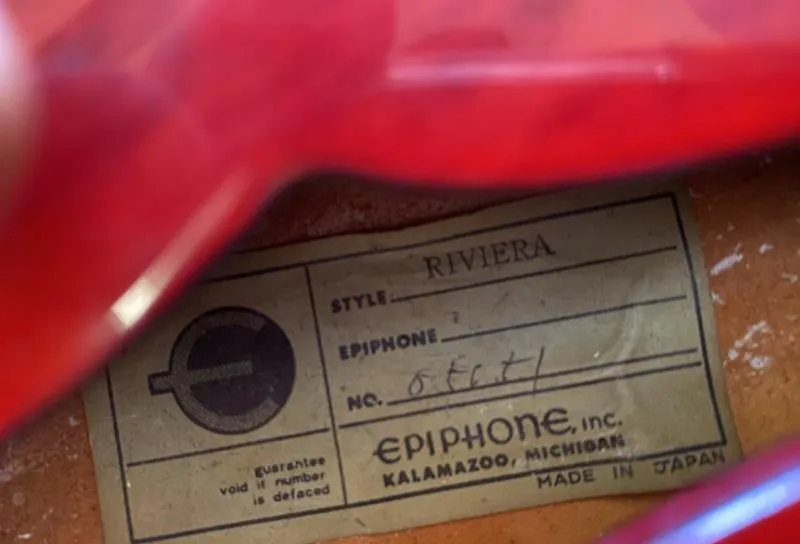 RIVIERA
STYLE
EPIPHONE
NO.
EPIPHONE, INC.
KALAMAZOO, MICHIGAN
MADE IN JAPAN
guarantee
void if number
is defaced